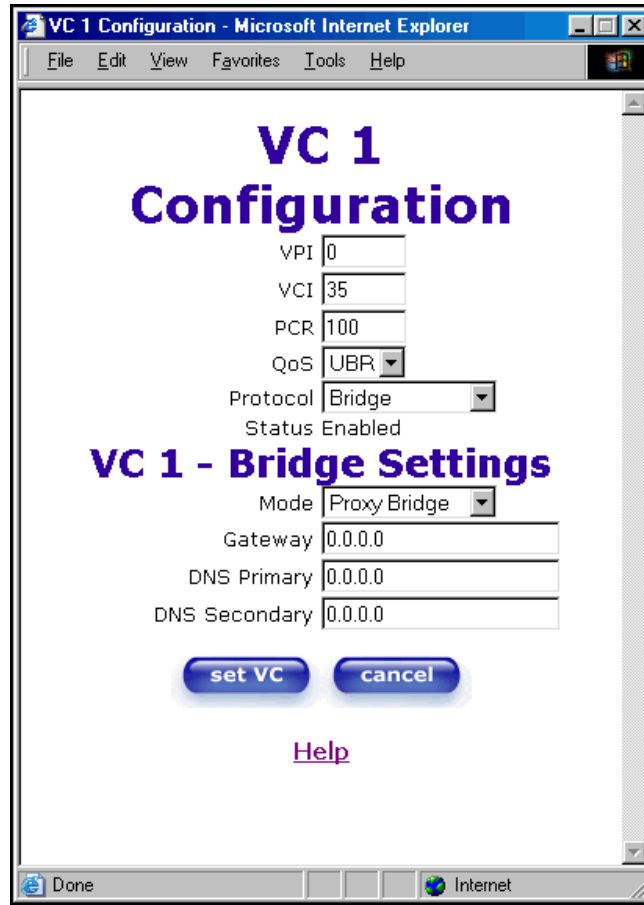 VC 1 Configuration - Microsoft Internet Explorer
File Edit View Favorites Tools Help
VC 1
Configuration
VPI 0
VCI 35
PCR 100
QoS UBR
Protocol Bridge
Status Enabled
VC 1 - Bridge Settings
Mode Proxy Bridge
Gateway 0.0.0.0
DNS Primary 0.0.0.0
DNS Secondary 0.0.0.0
set VC cancel
Help
Done Internet